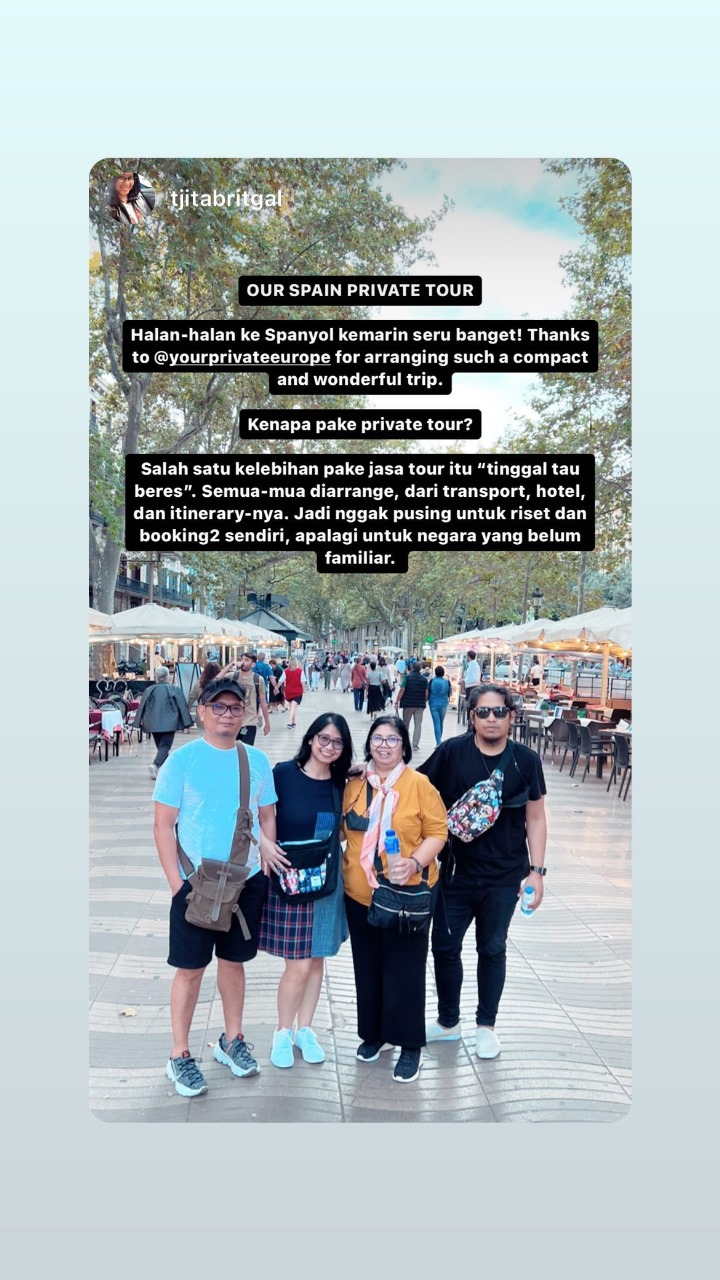 tjitabritgal
OUR SPAIN PRIVATE TOUR
Halan-halan ke Spanyol kemarin seru banget! Thanks
to @yourprivateeurope for arranging such a compact
and wonderful trip.
Kenapa pake private tour?
Salah satu kelebihan pake jasa tour itu “tinggal tau
beres”. Semua-mua diarrange, dari transport, hotel,
dan itinerary-nya. Jadi nggak pusing untuk riset dan
booking2 sendiri, apalagi untuk negara yang belum
familiar.